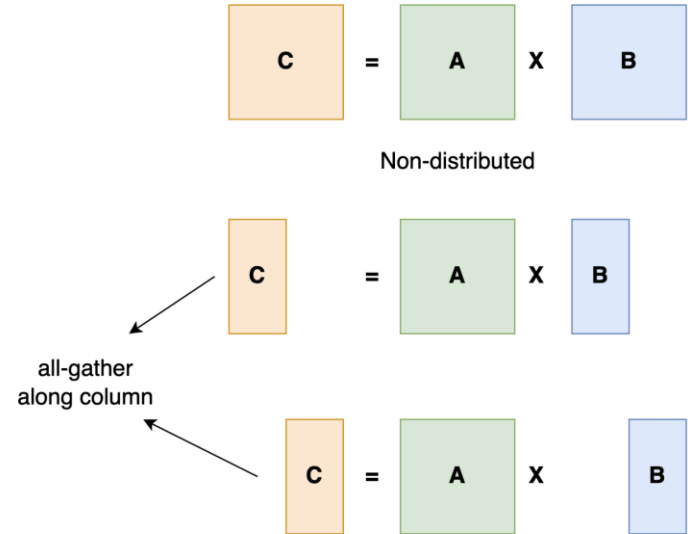 C = A X B
Non-distributed
C = A X B
all-gather
along column
C = A X B